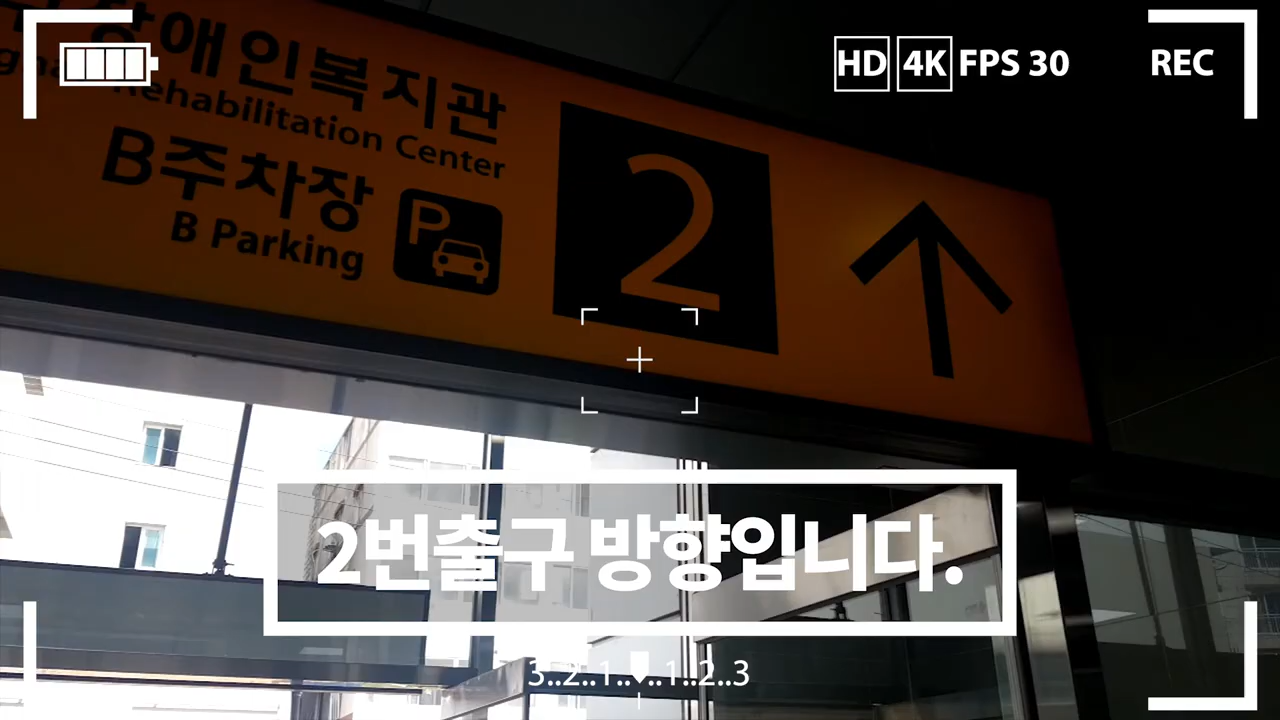 HD 4K FPS 30 REC
장애인복지관
Rehabilitation Center
B주차장
B Parking
P
2
2번출구 방향입니다.
3..2..1.. ..1..2..3